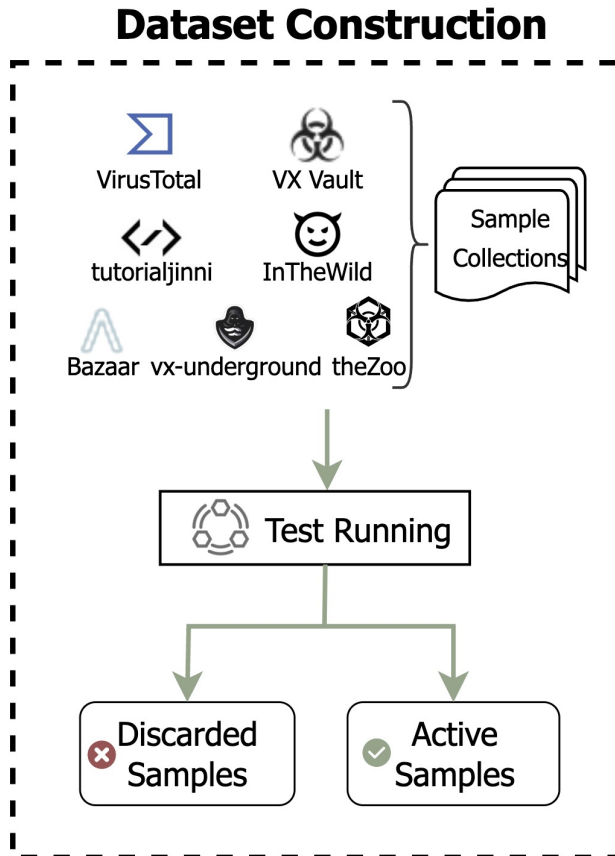 Dataset Construction
VirusTotal
VX Vault
Sample
Collections
tutorialjinni
InTheWild
Bazaar
vx-underground
theZoo
Test Running
Discarded
Samples
Active
Samples